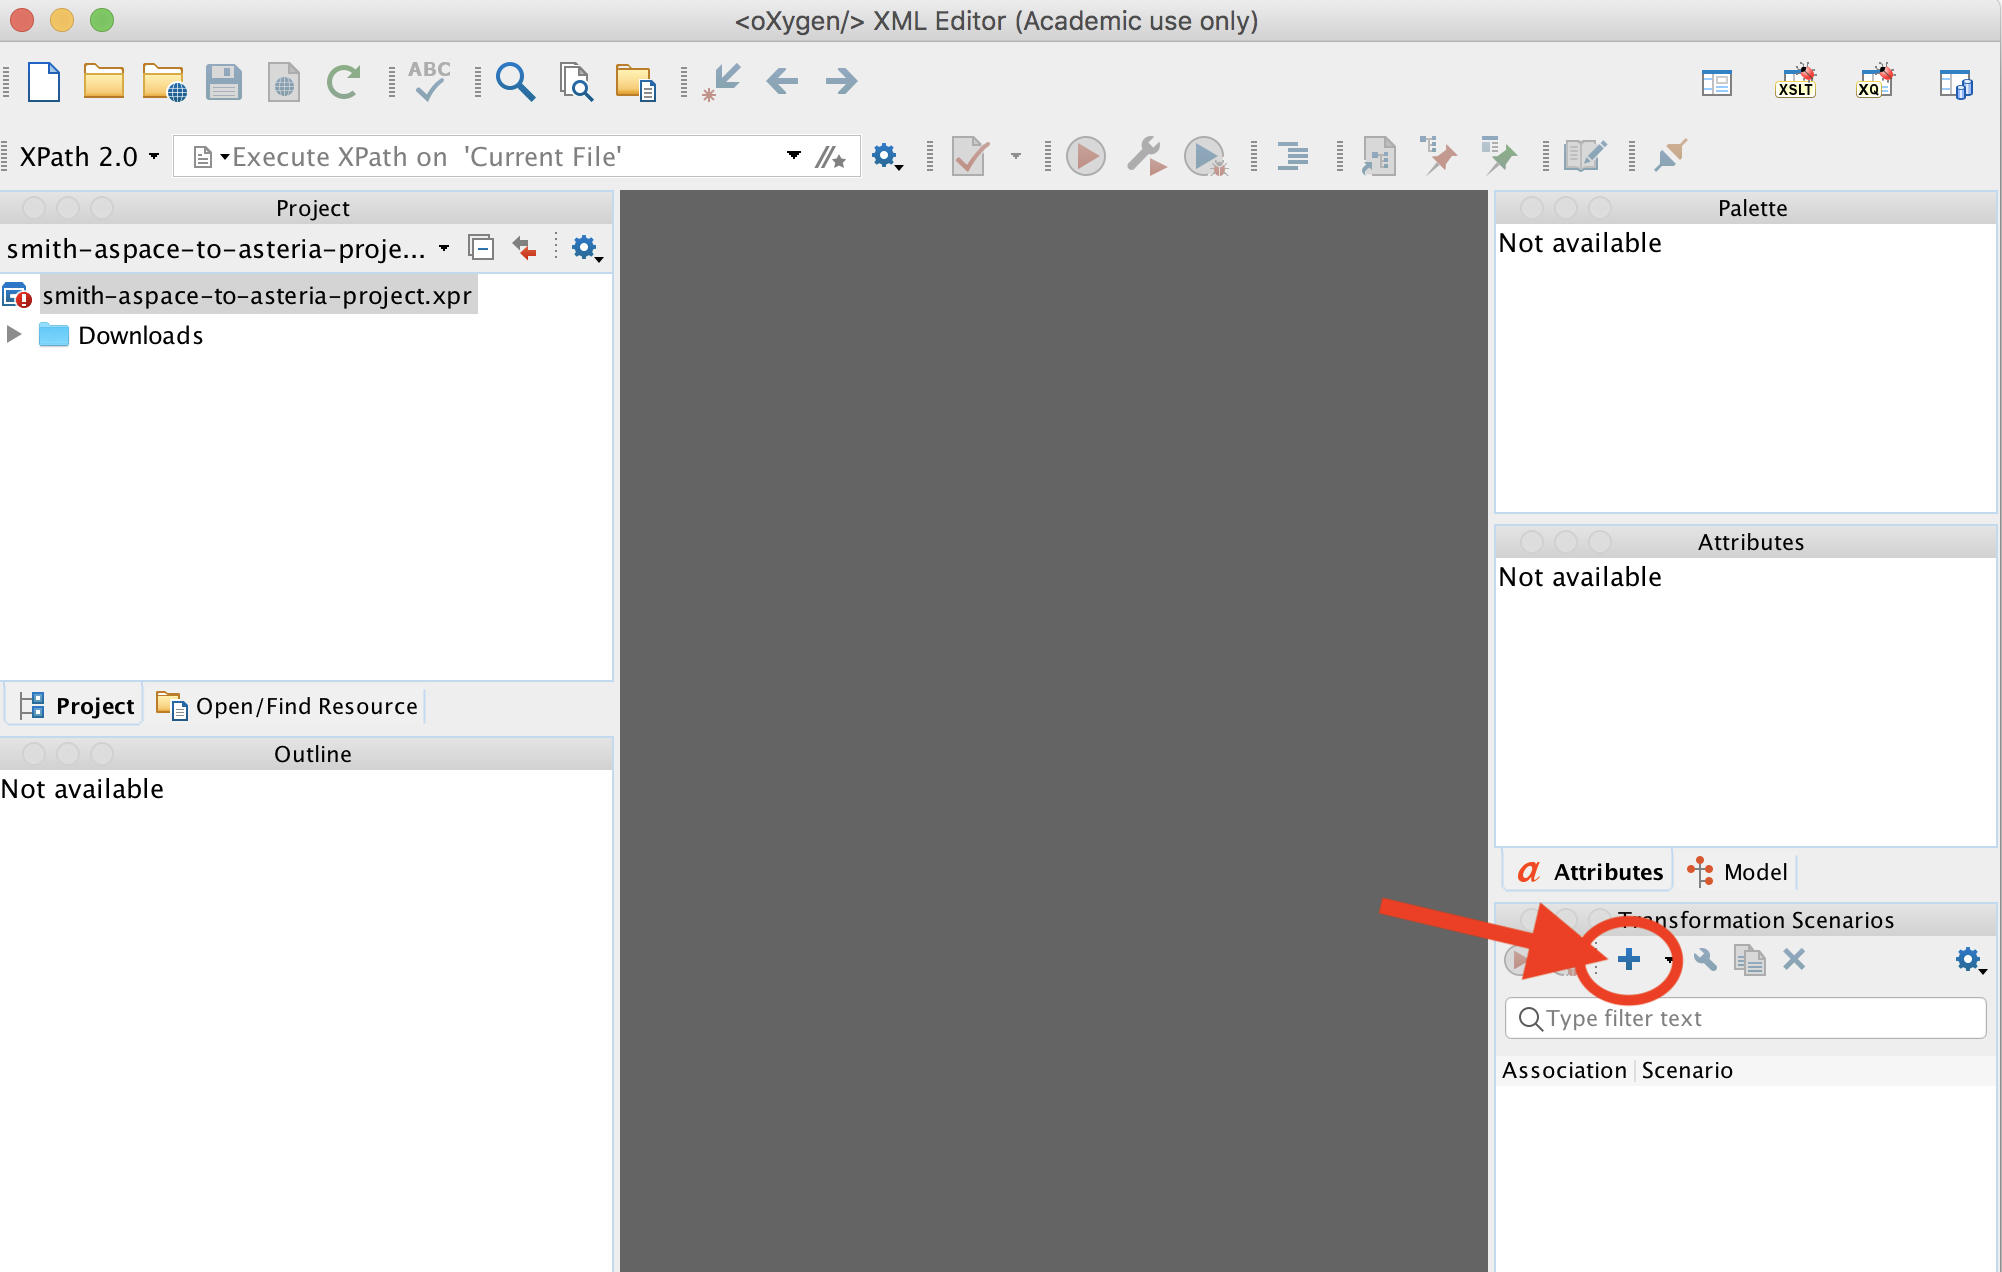 <oXygen/> XML Editor (Academic use only)
ABC
XSLT
XQ
XPath 2.0
Execute XPath on 'Current File'
Project
smith-aspace-to-asteria-proje...
smith-aspace-to-asteria-project.xpr
Downloads
Project
Open/Find Resource
Outline
Not available
Palette
Not available
Attributes
Not available
a Attributes
Model
Transformation Scenarios
Type filter text
Association
Scenario